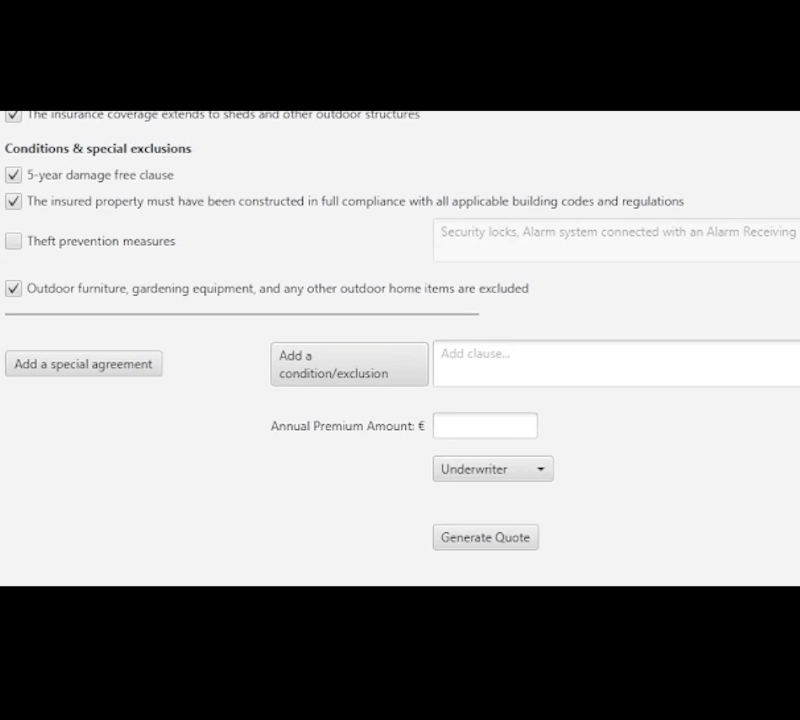 The insurance coverage extends to sheds and other outdoor structures
Conditions & special exclusions
5-year damage free clause
The insured property must have been constructed in full compliance with all applicable building codes and regulations
Theft prevention measures
Security locks, Alarm system connected with an Alarm Receiving
Outdoor furniture, gardening equipment, and any other outdoor home items are excluded
Add a special agreement
Add a
condition/exclusion
Add clause...
Annual Premium Amount: €
Underwriter
Generate Quote